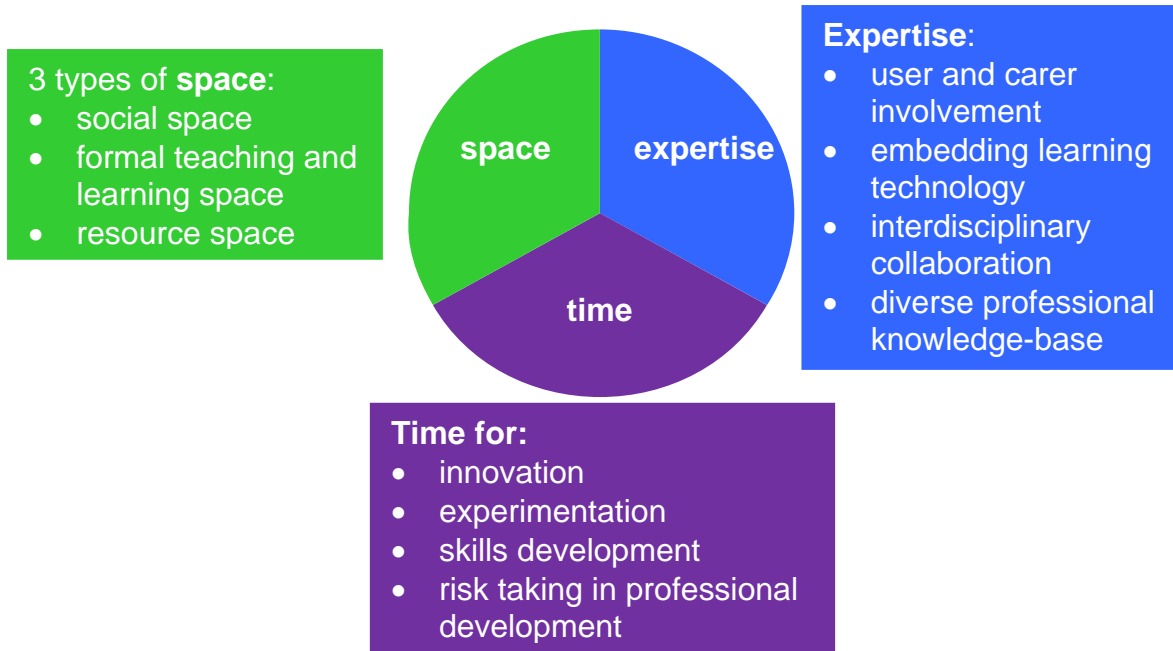 3 types of space:
• social space
• formal teaching and
learning space
• resource space
space
expertise
time
Expertise:
• user and carer
involvement
• embedding learning
technology
• interdisciplinary
collaboration
• diverse professional
knowledge-base
Time for:
• innovation
• experimentation
• skills development
• risk taking in professional
development